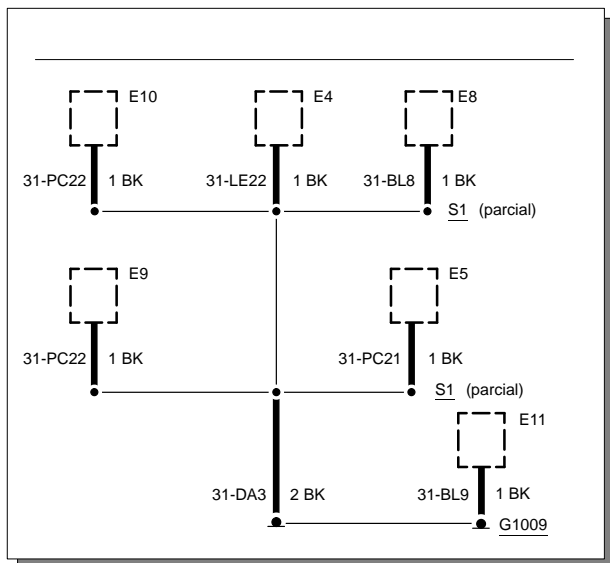 E10 E4 E8
31-PC22 1 BK 31-LE22 1 BK 31-BL8 1 BK
S1 (parcial)
E9 E5
31-PC22 1 BK 31-PC21 1 BK
S1 (parcial)
E11
31-DA3 2 BK 31-BL9 1 BK
G1009